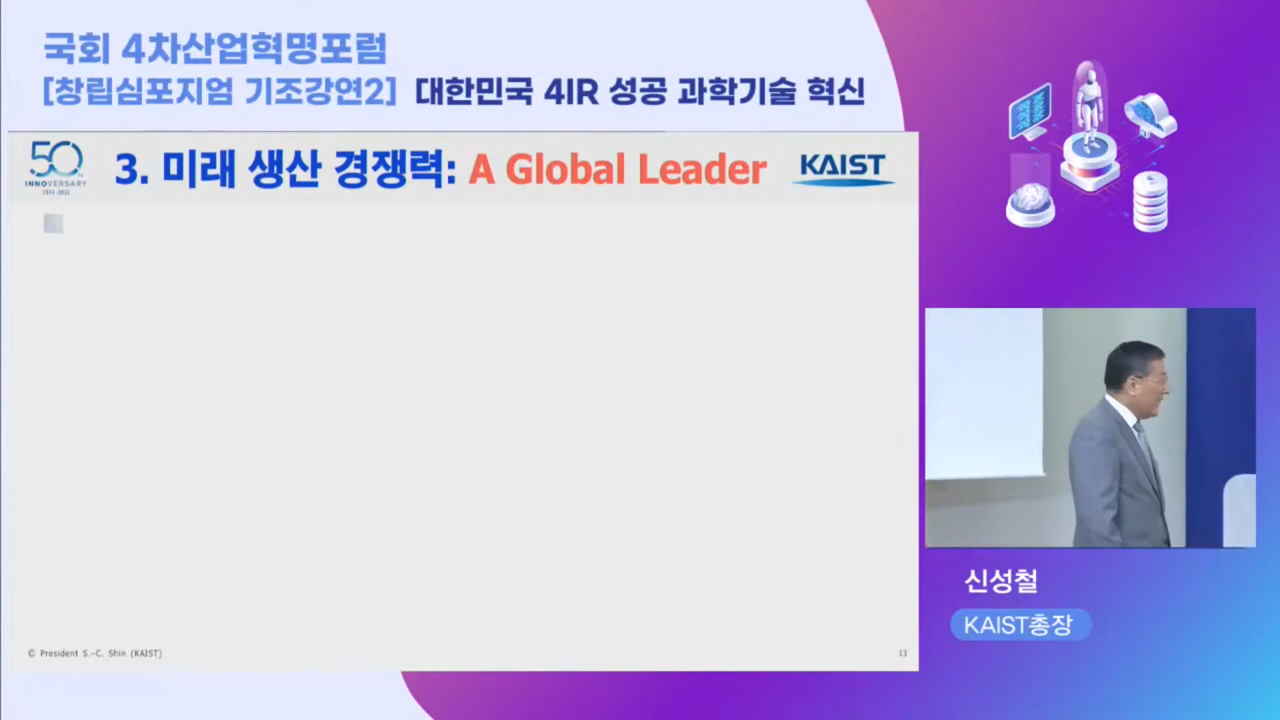 국회 4차산업혁명포럼
[창립심포지엄 기조강연2] 대한민국 4IR 성공 과학기술 혁신
50
INNOVERSARY
1971-2021
3. 미래 생산 경쟁력: A Global Leader
KAIST
신성철
KAIST총장
© President S.-C. Shin (KAIST)
13